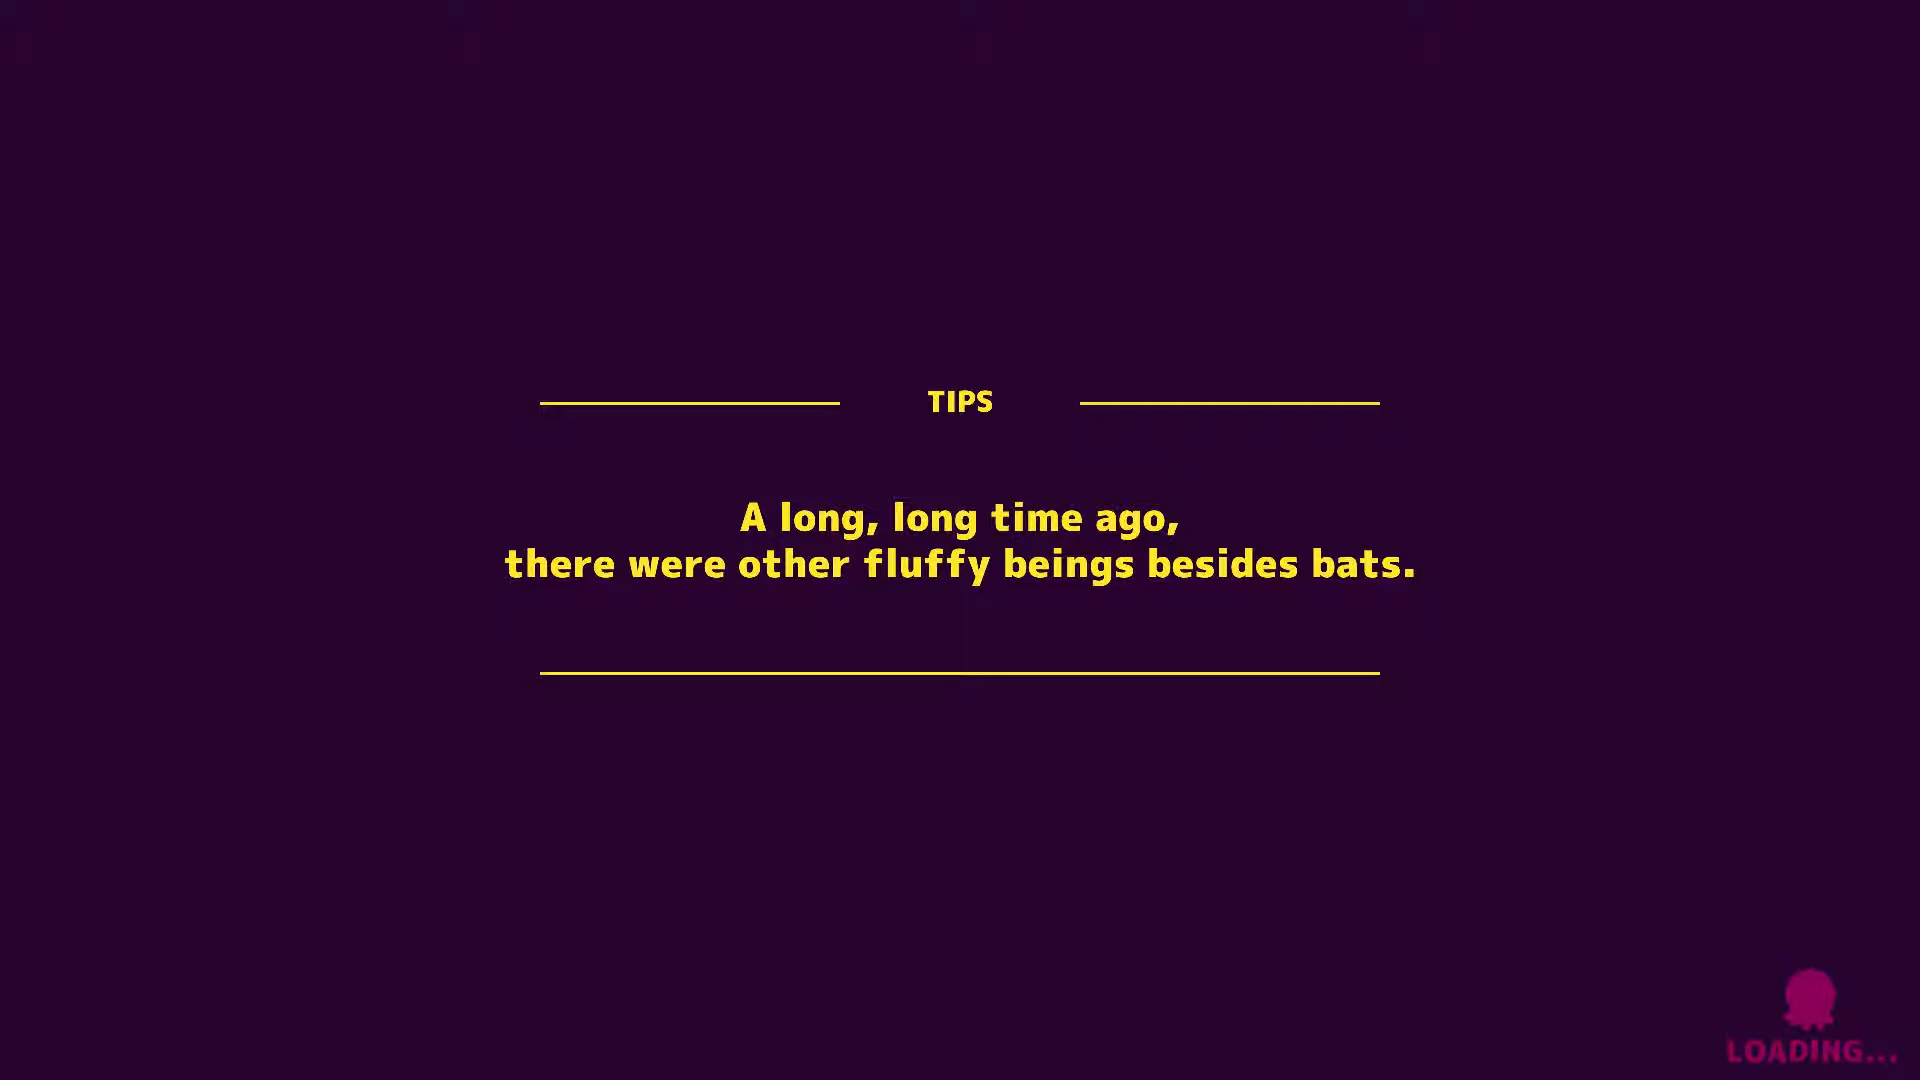 TIPS
A long, long time ago,
there were other fluffy beings besides bats.
LOADING...